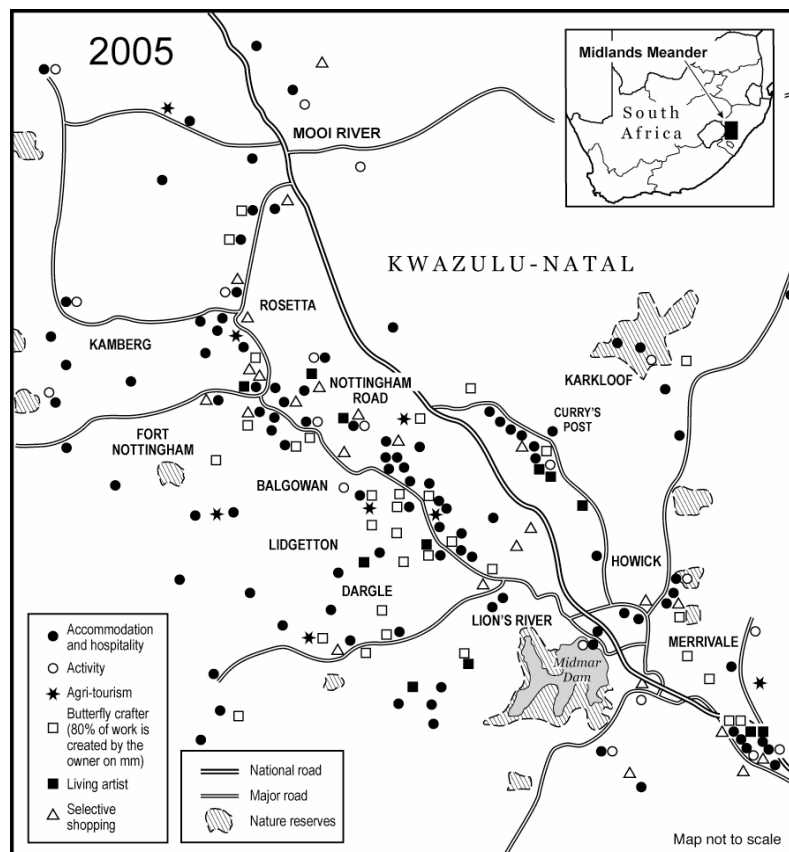 2005
Midlands Meander
South
Africa
MOOI RIVER
KWAZULU-NATAL
ROSETTA
KAMBERG
KARKLOOF
NOTTINGHAM
ROAD
CURRY'S
POST
FORT
NOTTINGHAM
BALGOWAN
LIDGETTON
HOWICK
DARGLE
LION'S RIVER
MERRIVALE
Midmar
Dam
Accommodation
and hospitality
Activity
Agri-tourism
Butterfly crafter
(80% of work is
created by the
owner on mm)
Living artist
Selective
shopping
National road
Major road
Nature reserves
Map not to scale